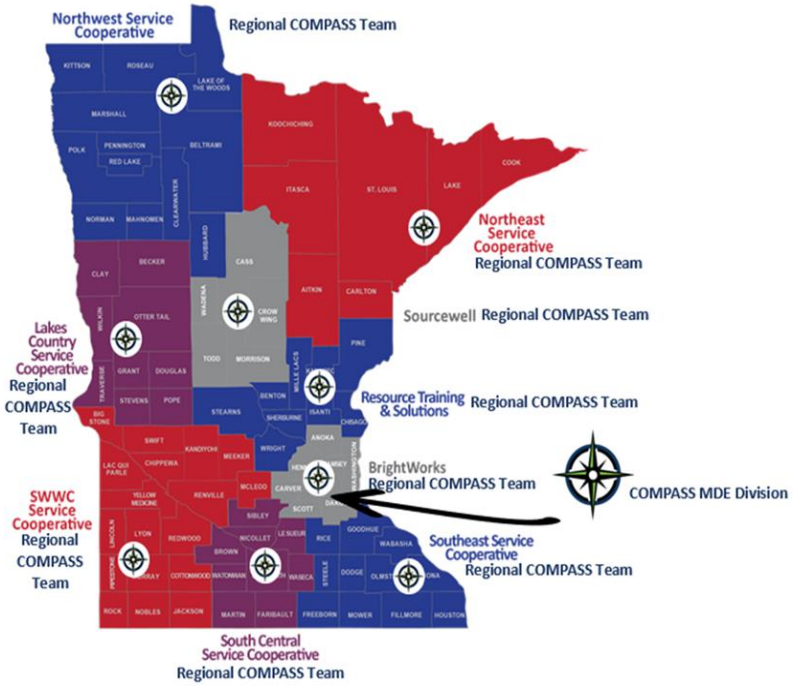 Northwest Service
Cooperative
Regional COMPASS Team
KITTSON
ROSEAU
LAKE OF
THE WOODS
MARSHALL
KOOCHICHING
POLK
PENNINGTON
RED LAKE
BELTRAMI
COOK
ITASCA
ST. LOUIS
LAKE
CLEARWATER
NORMAN
MAHNOMEN
HUBBARD
Northeast
Service
Cooperative
Regional COMPASS Team
CASS
BECKER
CLAY
AITKIN
CARLTON
WADENA
CROW
WING
Sourcewell Regional COMPASS Team
WILKIN
OTTER TAIL
Lakes
Country
Service
Cooperative
Regional
COMPASS
Team
PINE
TODD
MORRISON
MILLE LACS
GRANT
DOUGLAS
TRAVERSE
STEVENS
POPE
BENTON
ISANTI
Resource Training
& Solutions
Regional COMPASS Team
STEARNS
SHERBURNE
CHISAGO
BIG
STONE
SWIFT
KANDIYOHI
MEEKER
WRIGHT
ANOKA
WASHINGTON
LAC QUI
PARLE
CHIPPEWA
BrightWorks
Regional COMPASS Team
CARVER
SCOTT
COMPASS MDE Division
SWWC
Service
Cooperative
Regional
COMPASS
Team
YELLOW
MEDICINE
RENVILLE
MCLEOD
SIBLEY
LINCOLN
LYON
REDWOOD
NICOLLET
LESUEUR
RICE
GOODHUE
WABASHA
Southeast Service
Cooperative
Regional COMPASS Team
BROWN
COTTONWOOD
WATONWAN
WASECA
STEELE
DODGE
ROCK
NOBLES
JACKSON
MARTIN
FARIBAULT
FREEBORN
MOWER
FILLMORE
HOUSTON
South Central
Service Cooperative
Regional COMPASS Team